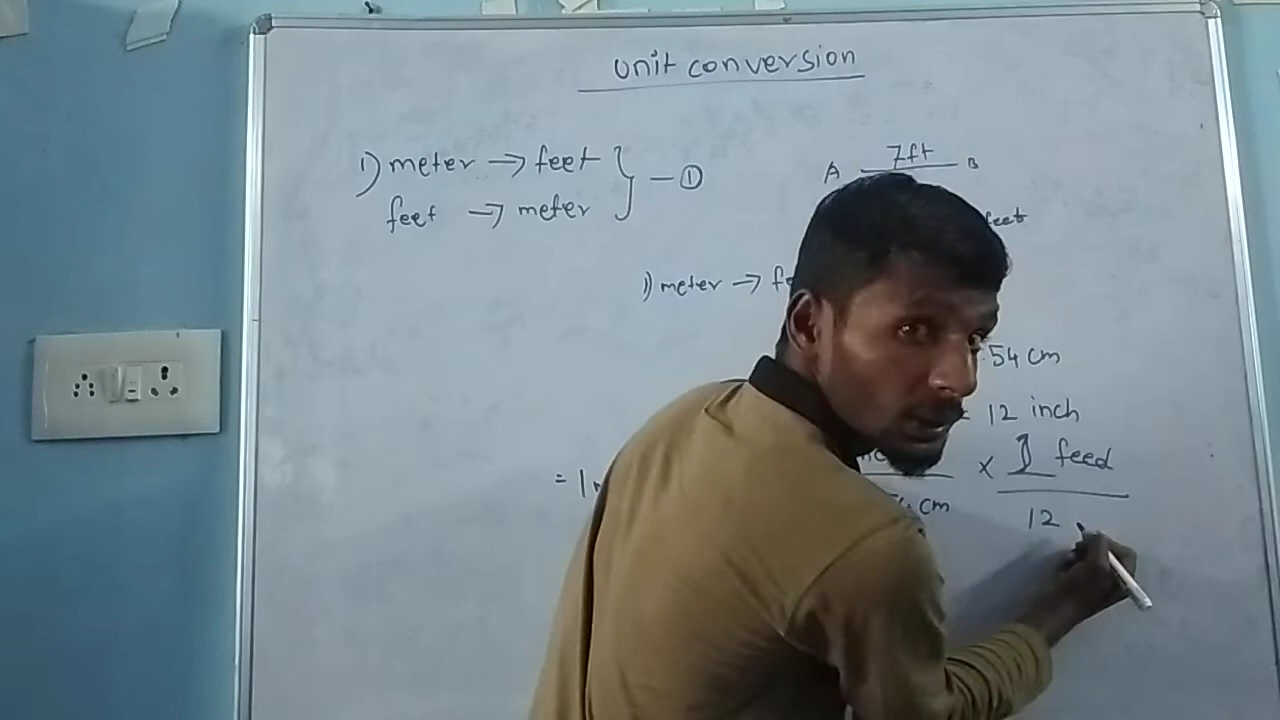 unit conversion
1) meter → feet } — ①
feet → meter
A 7ft B
feet
1) meter →
54 cm
12 inch
= 1
cm
x 1 feed
12